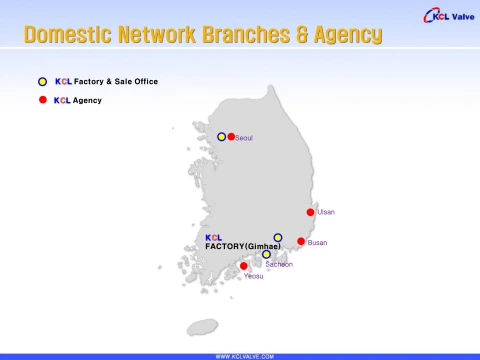 KCL Valve
Domestic Network Branches & Agency
KCL Factory & Sale Office
KCL Agency
Seoul
Ulsan
KCL
FACTORY(Gimhae)
Busan
Sacheon
Yeosu
WWW.KCLVALVE.COM